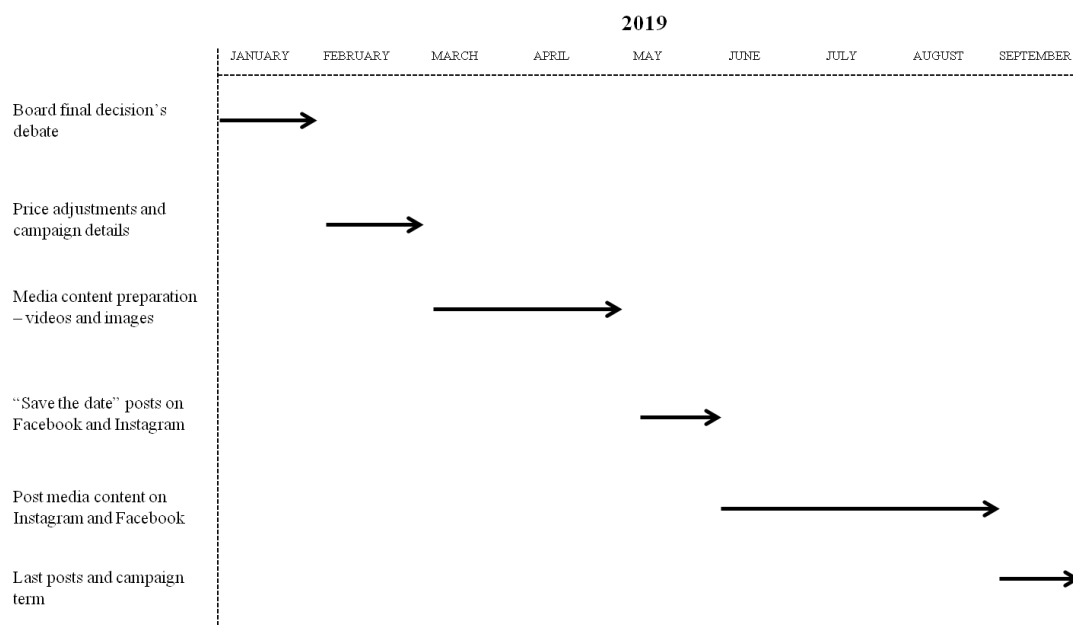 2019
JANUARY FEBRUARY MARCH APRIL MAY JUNE JULY AUGUST SEPTEMBER
Board final decision’s
debate
Price adjustments and
campaign details
Media content preparation
– videos and images
“Save the date” posts on
Facebook and Instagram
Post media content on
Instagram and Facebook
Last posts and campaign
term